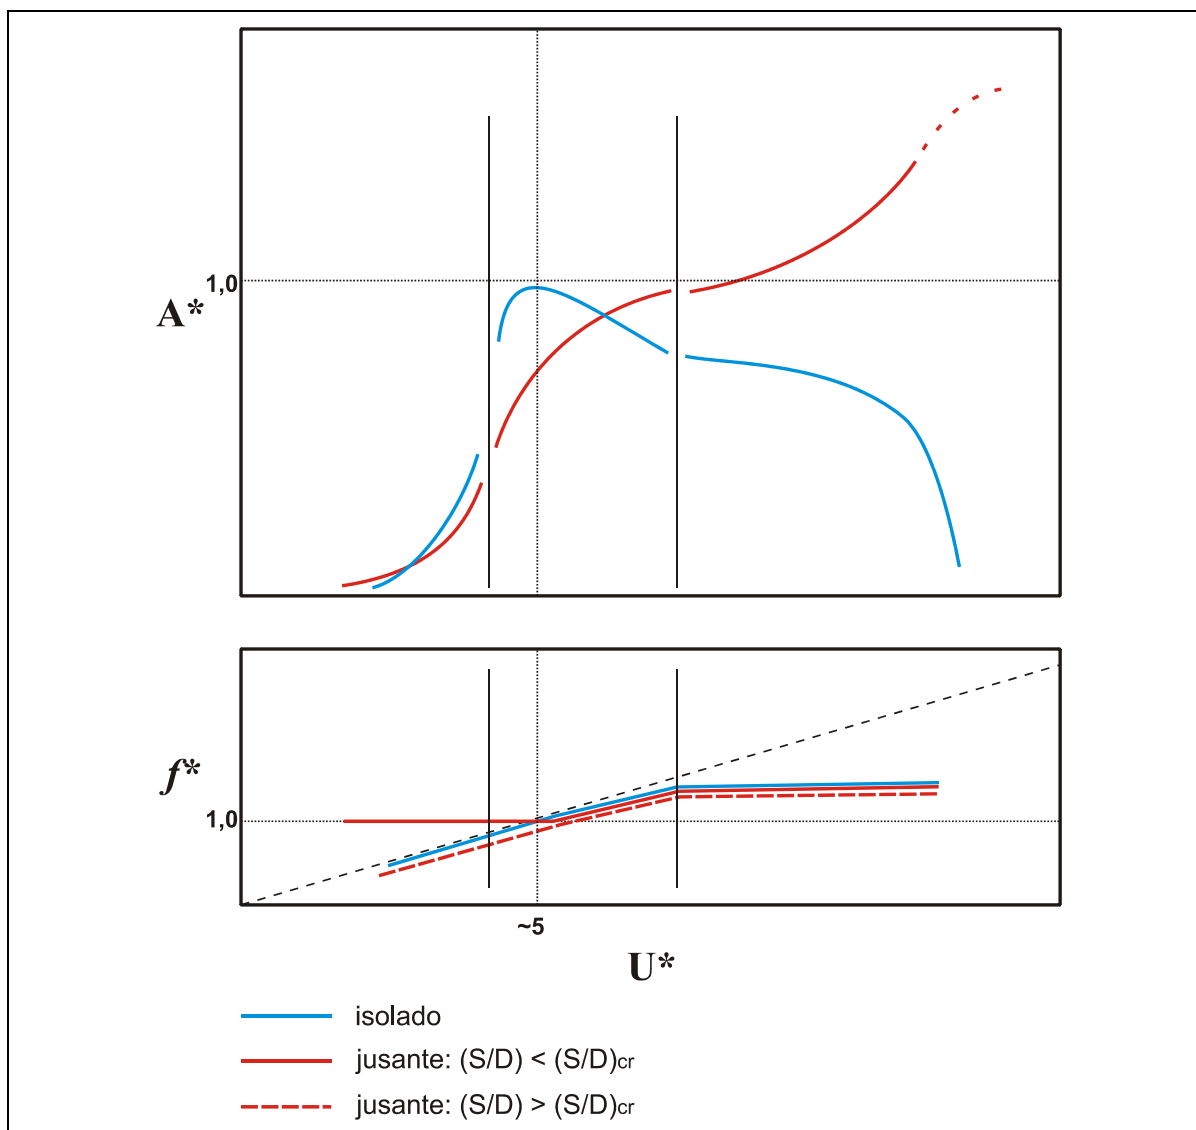 1,0
A*
f*
1,0
~5
U*
isolado
jusante: (S/D) < (S/D)cr
jusante: (S/D) > (S/D)cr